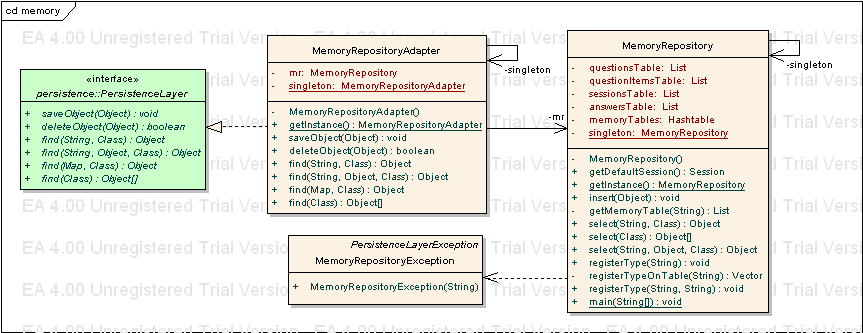 cd memory
EA 4.00 Unregistered Trial Version
«interface»
persistence::PersistenceLayer
+ saveObject(Object) : void
+ deleteObject(Object) : boolean
+ find(String, Class) : Object
+ find(String, Object, Class) : Object
+ find(Map, Class) : Object
+ find(Class) : Object[]
MemoryRepositoryAdapter
- mr: MemoryRepository
- singleton: MemoryRepositoryAdapter
- MemoryRepositoryAdapter()
+ getInstance() : MemoryRepositoryAdapter
+ saveObject(Object) : void
+ deleteObject(Object) : boolean
+ find(String, Class) : Object
+ find(String, Object, Class) : Object
+ find(Map, Class) : Object
+ find(Class) : Object[]
-singleton
-mr
MemoryRepository
- questionsTable: List
- questionItemsTable: List
- sessionsTable: List
- answersTable: List
- memoryTables: Hashtable
- singleton: MemoryRepository
- MemoryRepository()
+ getDefaultSession() : Session
+ getInstance() : MemoryRepository
+ insert(Object) : void
- getMemoryTable(String) : List
+ select(String, Class) : Object
+ select(Class) : Object[]
+ select(String, Object, Class) : Object
+ registerType(String) : void
- registerTypeOnTable(String) : Vector
+ registerType(String, String) : void
+ main(String[]) : void
-singleton
PersistenceLayerException
MemoryRepositoryException
+ MemoryRepositoryException(String)